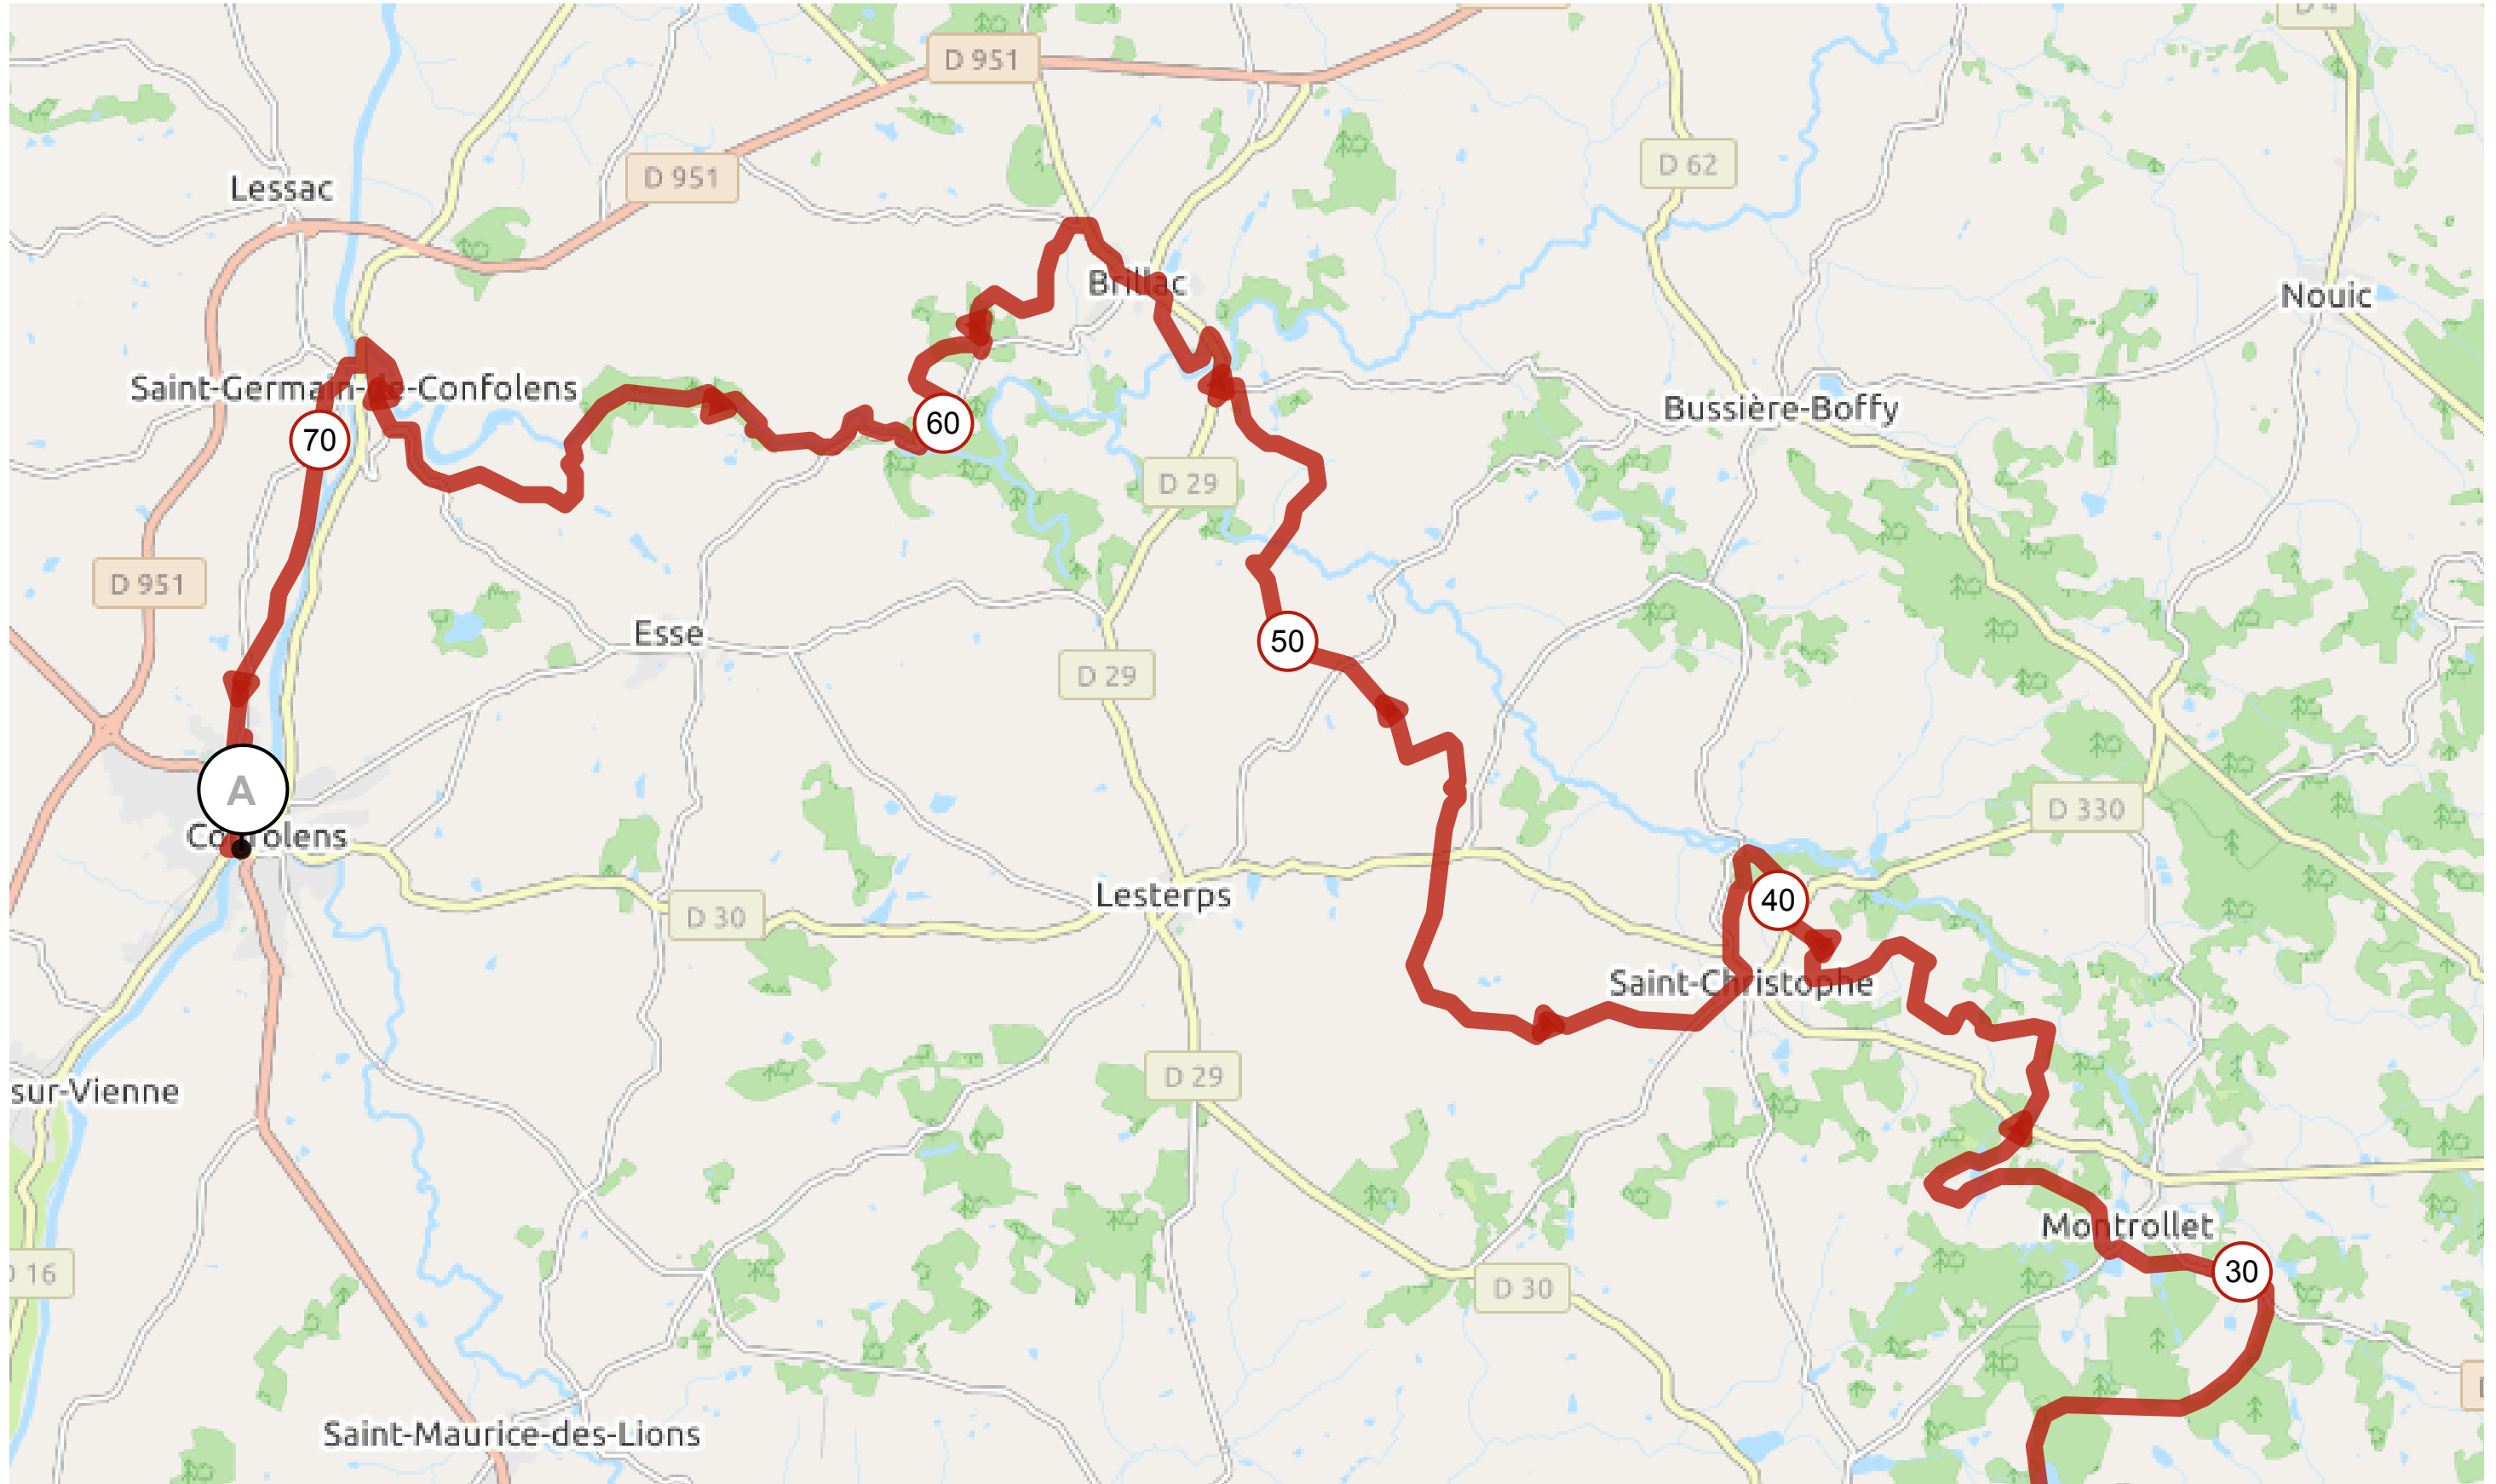 D 4
D 951
D 62
D 951
Lessac
Brillac
Nouic
Saint-Germain-de-Confolens
Bussière-Boffy
60
70
D 29
D 951
Esse
50
D 29
A
D 330
Confolens
Lesterps
40
D 30
Saint-Christophe
D 29
sur-Vienne
Montrollet
30
D 16
D 30
Saint-Maurice-des-Lions